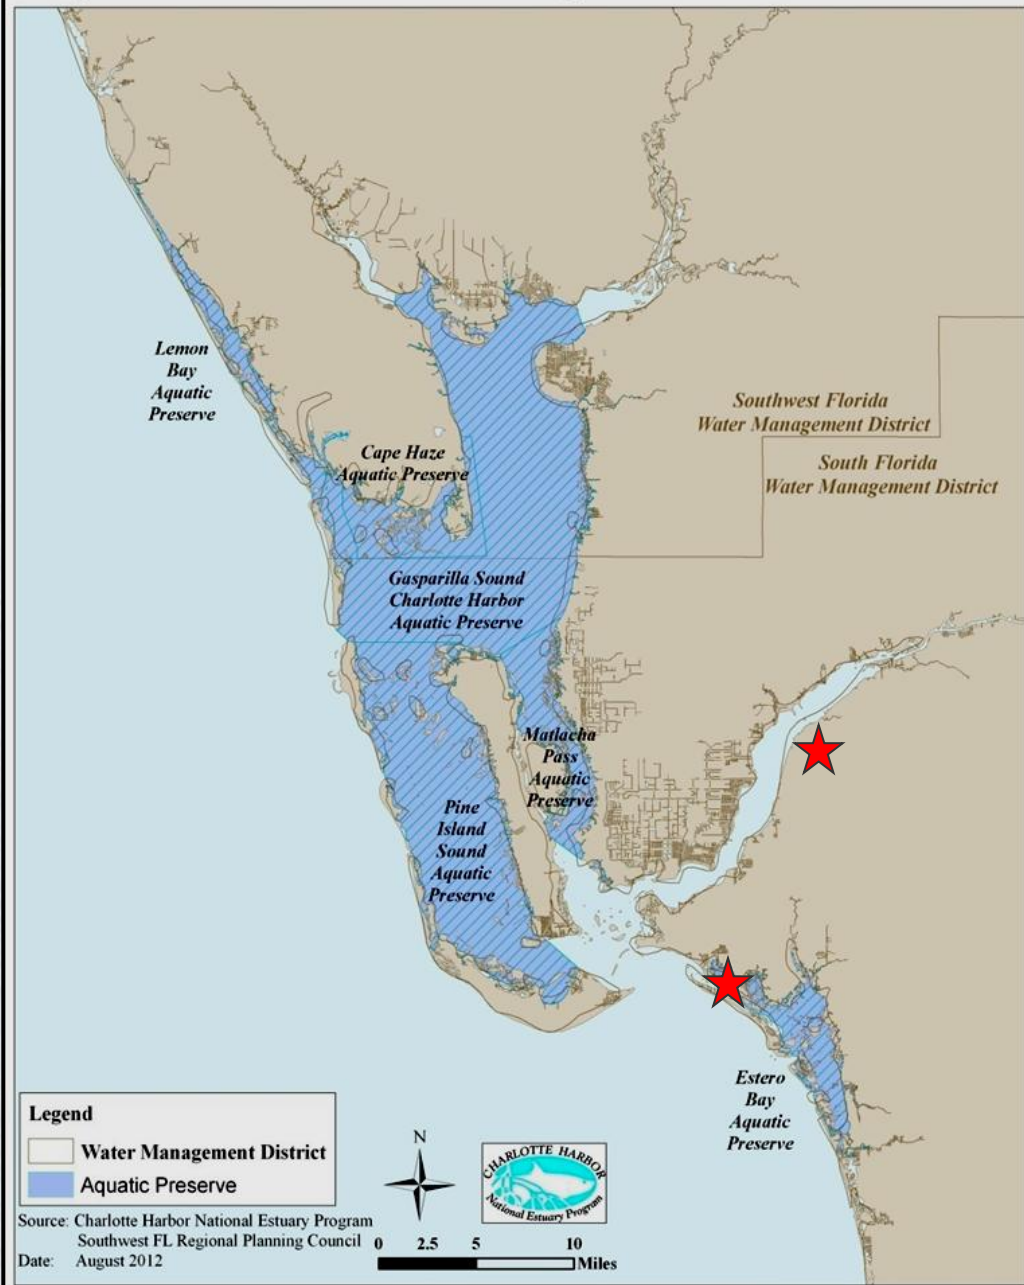 Lemon
Bay
Aquatic
Preserve
Cape Haze
Aquatic Preserve
Southwest Florida
Water Management District
South Florida
Water Management District
Gasparilla Sound
Charlotte Harbor
Aquatic Preserve
Matlacha
Pass
Aquatic
Preserve
Pine
Island
Sound
Aquatic
Preserve
Estero
Bay
Aquatic
Preserve
Legend
Water Management District
Aquatic Preserve
N
CHARLOTTE HARBOR
National Estuary Program
Source: Charlotte Harbor National Estuary Program
Southwest FL Regional Planning Council
Date: August 2012
0 2.5 5 10
Miles